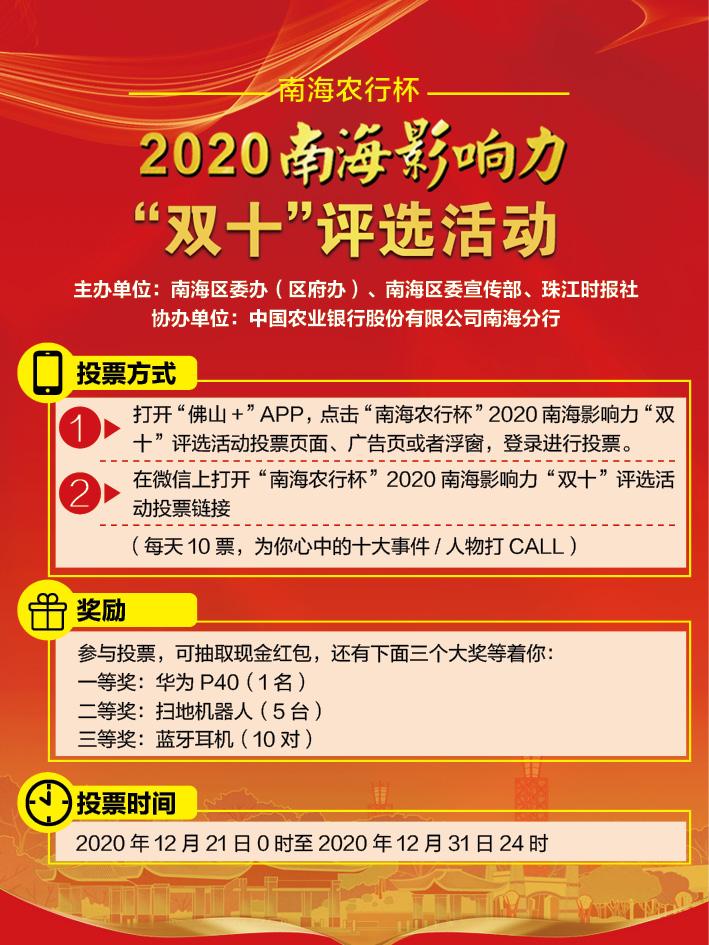 南海农行杯
2020南海影响力
“双十”评选活动
主办单位：南海区委办（区府办）、南海区委宣传部、珠江时报社
协办单位：中国农业银行股份有限公司南海分行
投票方式
1 打开“佛山+”APP，点击“南海农行杯”2020南海影响力“双
十”评选活动投票页面、广告页或者浮窗，登录进行投票。
2 在微信上打开“南海农行杯”2020南海影响力“双十”评选活
动投票链接
（每天10票，为你心中的十大事件/人物打CALL）
奖励
参与投票，可抽取现金红包，还有下面三个大奖等着你：
一等奖：华为P40（1名）
二等奖：扫地机器人（5台）
三等奖：蓝牙耳机（10对）
投票时间
2020年12月21日0时至2020年12月31日24时